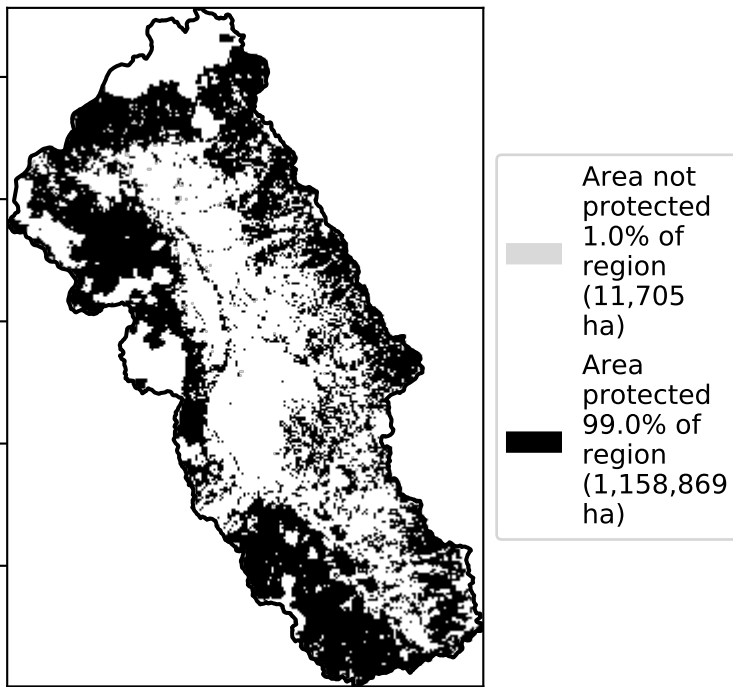 Area not
protected
1.0% of
region
(11,705
ha)
Area
protected
99.0% of
region
(1,158,869
ha)